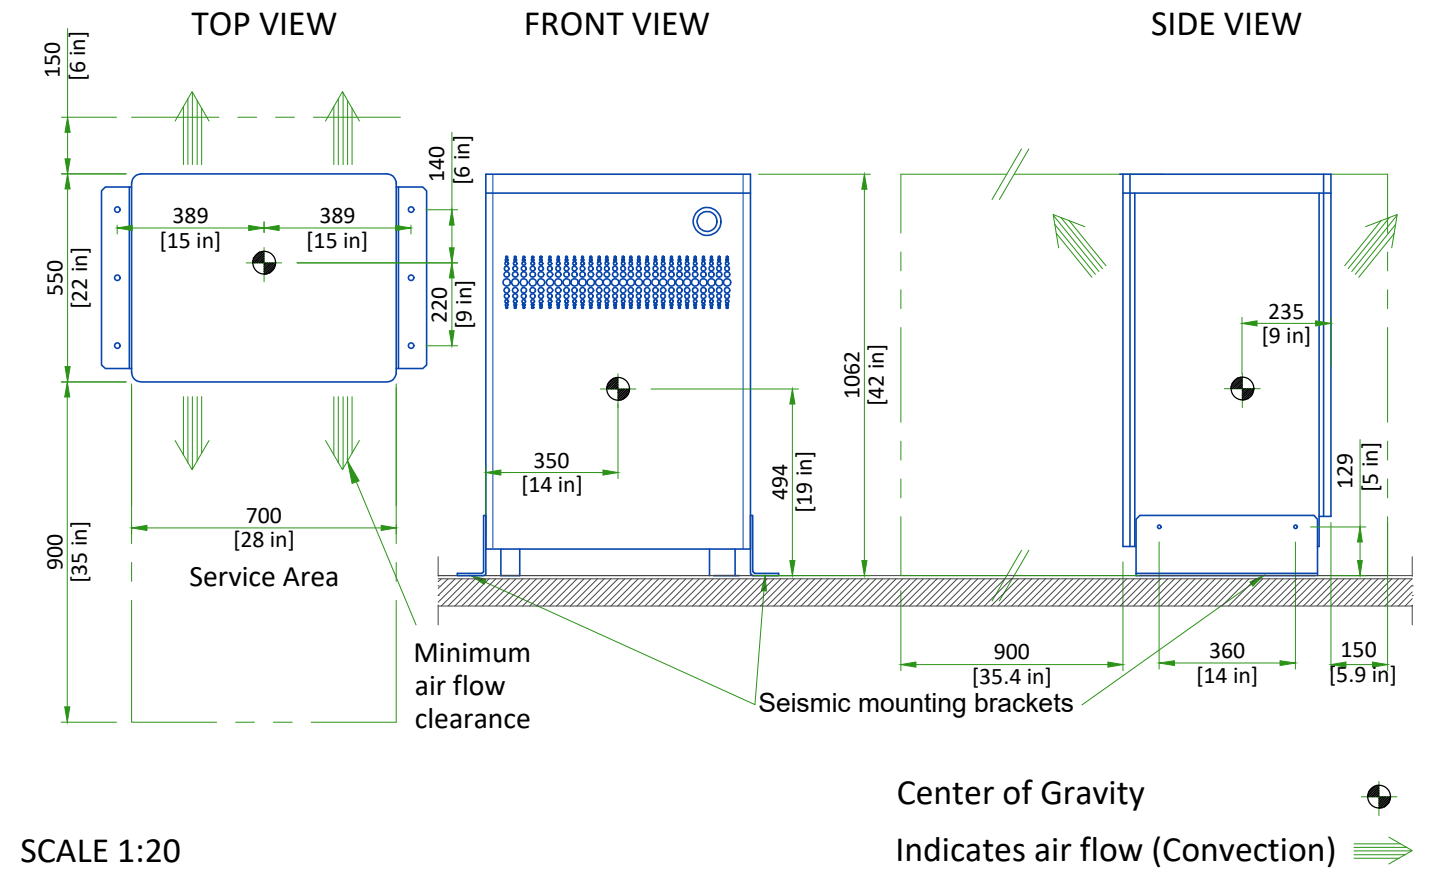 TOP VIEW
FRONT VIEW
SIDE VIEW
150
[6 in]
140
[6 in]
389
[15 in]
389
[15 in]
550
[22 in]
220
[9 in]
700
[28 in]
Service Area
900
[35 in]
Minimum
air flow
clearance
350
[14 in]
494
[19 in]
1062
[42 in]
235
[9 in]
129
[5 in]
900
[35.4 in]
360
[14 in]
150
[5.9 in]
Seismic mounting brackets
Center of Gravity
Indicates air flow (Convection)
SCALE 1:20